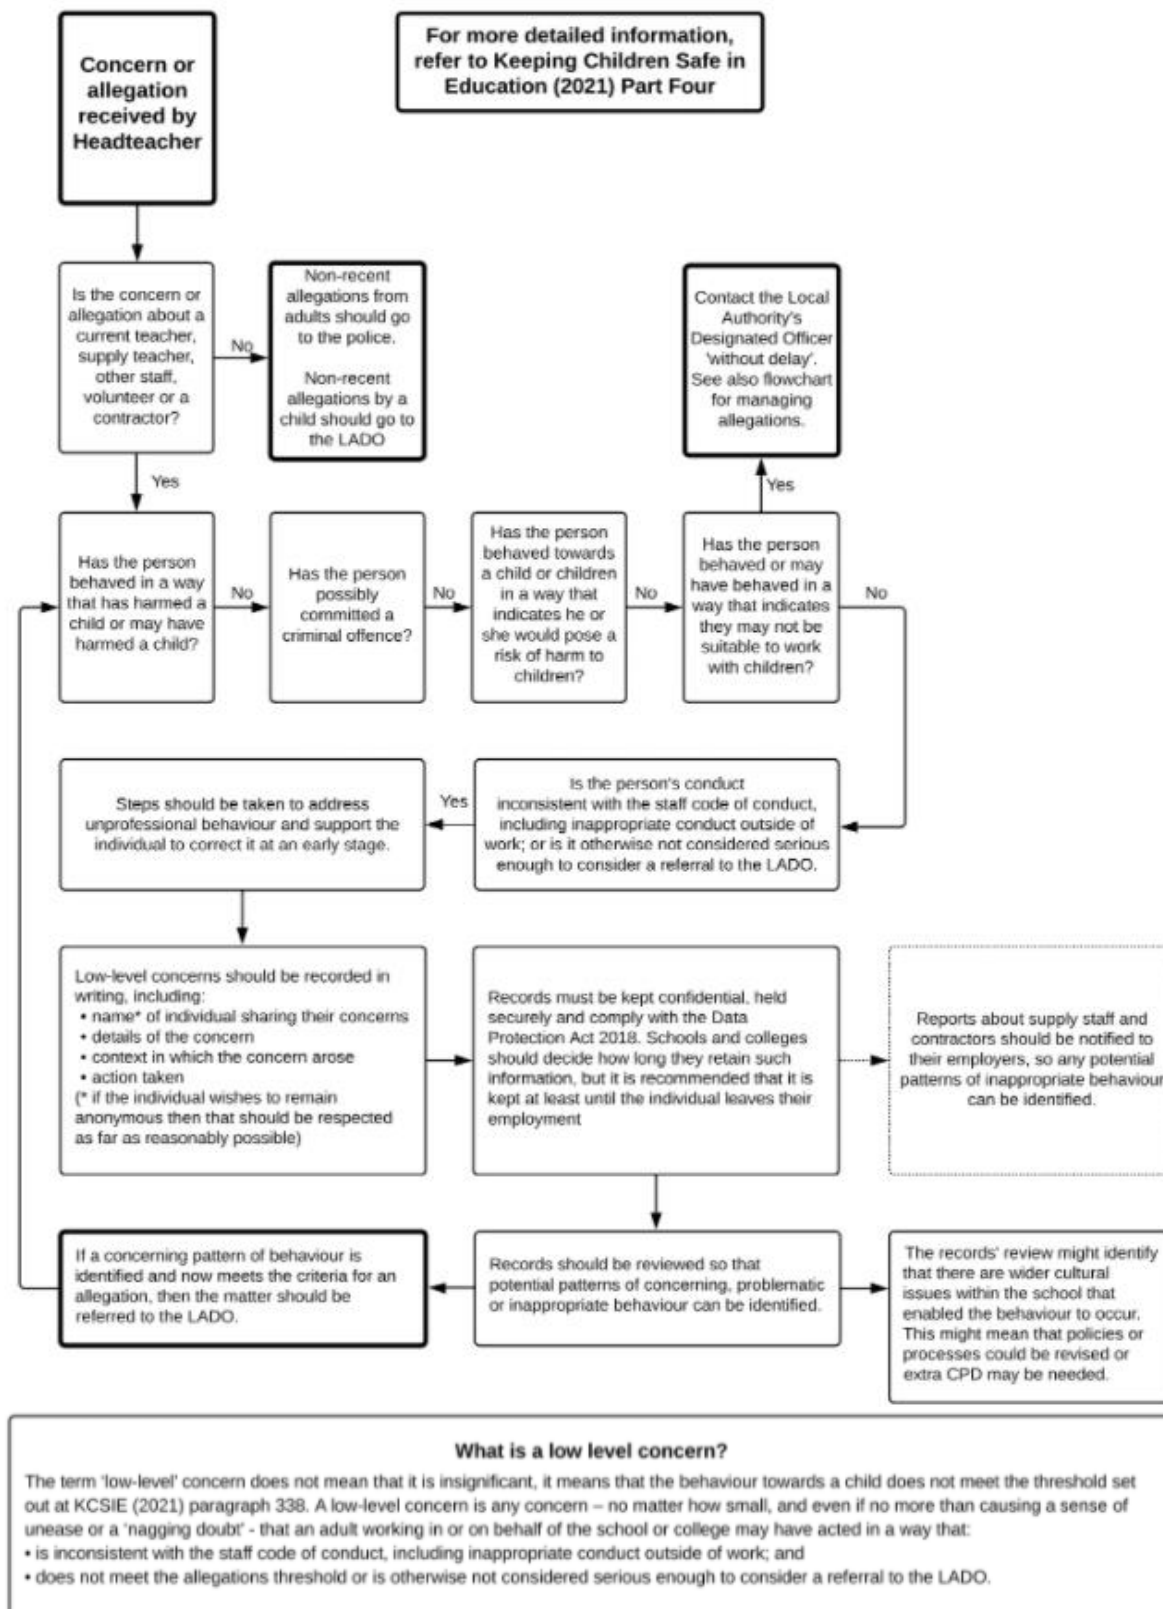 Concern or
allegation
received by
Headteacher
For more detailed information,
refer to Keeping Children Safe in
Education (2021) Part Four
Is the concern or
allegation about a
current teacher,
supply teacher,
other staff,
volunteer or a
contractor?
No
Non-recent
allegations from
adults should go
to the police.
Non-recent
allegations by a
child should go to
the LADO
Contact the Local
Authority's
Designated Officer
'without delay'.
See also flowchart
for managing
allegations.
Yes
Yes
Has the person
behaved in a way
that has harmed a
child or may have
harmed a child?
No
Has the person
possibly
committed a
criminal offence?
No
Has the person
behaved towards
a child or children
in a way that
indicates he or
she would pose a
risk of harm to
children?
No
Has the person
behaved or may
have behaved in a
way that indicates
they may not be
suitable to work
with children?
No
Steps should be taken to address
unprofessional behaviour and support the
individual to correct it at an early stage.
Yes
Is the person's conduct
inconsistent with the staff code of conduct,
including inappropriate conduct outside of
work; or is it otherwise not considered serious
enough to consider a referral to the LADO.
Low-level concerns should be recorded in
writing, including:
• name* of individual sharing their concerns
• details of the concern
• context in which the concern arose
• action taken
(* if the individual wishes to remain
anonymous then that should be respected
as far as reasonably possible)
Records must be kept confidential, held
securely and comply with the Data
Protection Act 2018. Schools and colleges
should decide how long they retain such
information, but it is recommended that it is
kept at least until the individual leaves their
employment
Reports about supply staff and
contractors should be notified to
their employers, so any potential
patterns of inappropriate behaviour
can be identified.
If a concerning pattern of behaviour is
identified and now meets the criteria for an
allegation, then the matter should be
referred to the LADO.
Records should be reviewed so that
potential patterns of concerning, problematic
or inappropriate behaviour can be identified.
The records' review might identify
that there are wider cultural
issues within the school that
enabled the behaviour to occur.
This might mean that policies or
processes could be revised or
extra CPD may be needed.
What is a low level concern?
The term 'low-level' concern does not mean that it is insignificant, it means that the behaviour towards a child does not meet the threshold set
out at KCSIE (2021) paragraph 338. A low-level concern is any concern – no matter how small, and even if no more than causing a sense of
unease or a 'nagging doubt' - that an adult working in or on behalf of the school or college may have acted in a way that:
• is inconsistent with the staff code of conduct, including inappropriate conduct outside of work; and
• does not meet the allegations threshold or is otherwise not considered serious enough to consider a referral to the LADO.